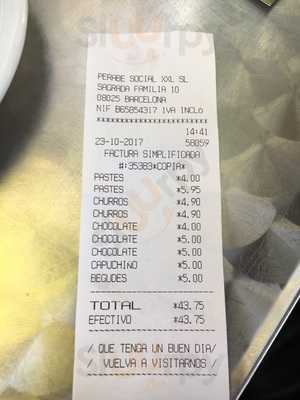 PERABE SOCIAL XXL SL
SAGRADA FAMILIA 10
08025 BARCELONA
NIF B65854317 IVA INCLó
14:41
23-10-2017 58059
FACTURA SIMPLIFICADA
#:35383*COPIA*
PASTES *4.00
PASTES *5.95
CHURROS *4.90
CHURROS *4.90
CHOCOLATE *4.00
CHOCOLATE *5.00
CHOCOLATE *5.00
CAPUCHIÑO *5.00
BEGUDES *5.00
TOTAL *43.75
EFECTIVO *43.75
/ QUE TENGA UN BUEN DIA/
/ VUELVA A VISITARNOS /